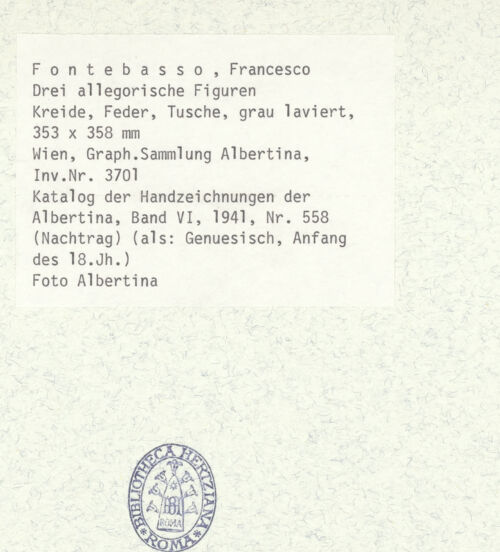 F o n t e b a s s o , Francesco
Drei allegorische Figuren
Kreide, Feder, Tusche, grau laviert,
353 x 358 mm
Wien, Graph.Sammlung Albertina,
Inv.Nr. 3701
Katalog der Handzeichnungen der
Albertina, Band VI, 1941, Nr. 558
(Nachtrag) (als: Genuesisch, Anfang
des 18.Jh.)
Foto Albertina
BIBLIOTHECA HERTZIANA
ROMA
*ROMA*